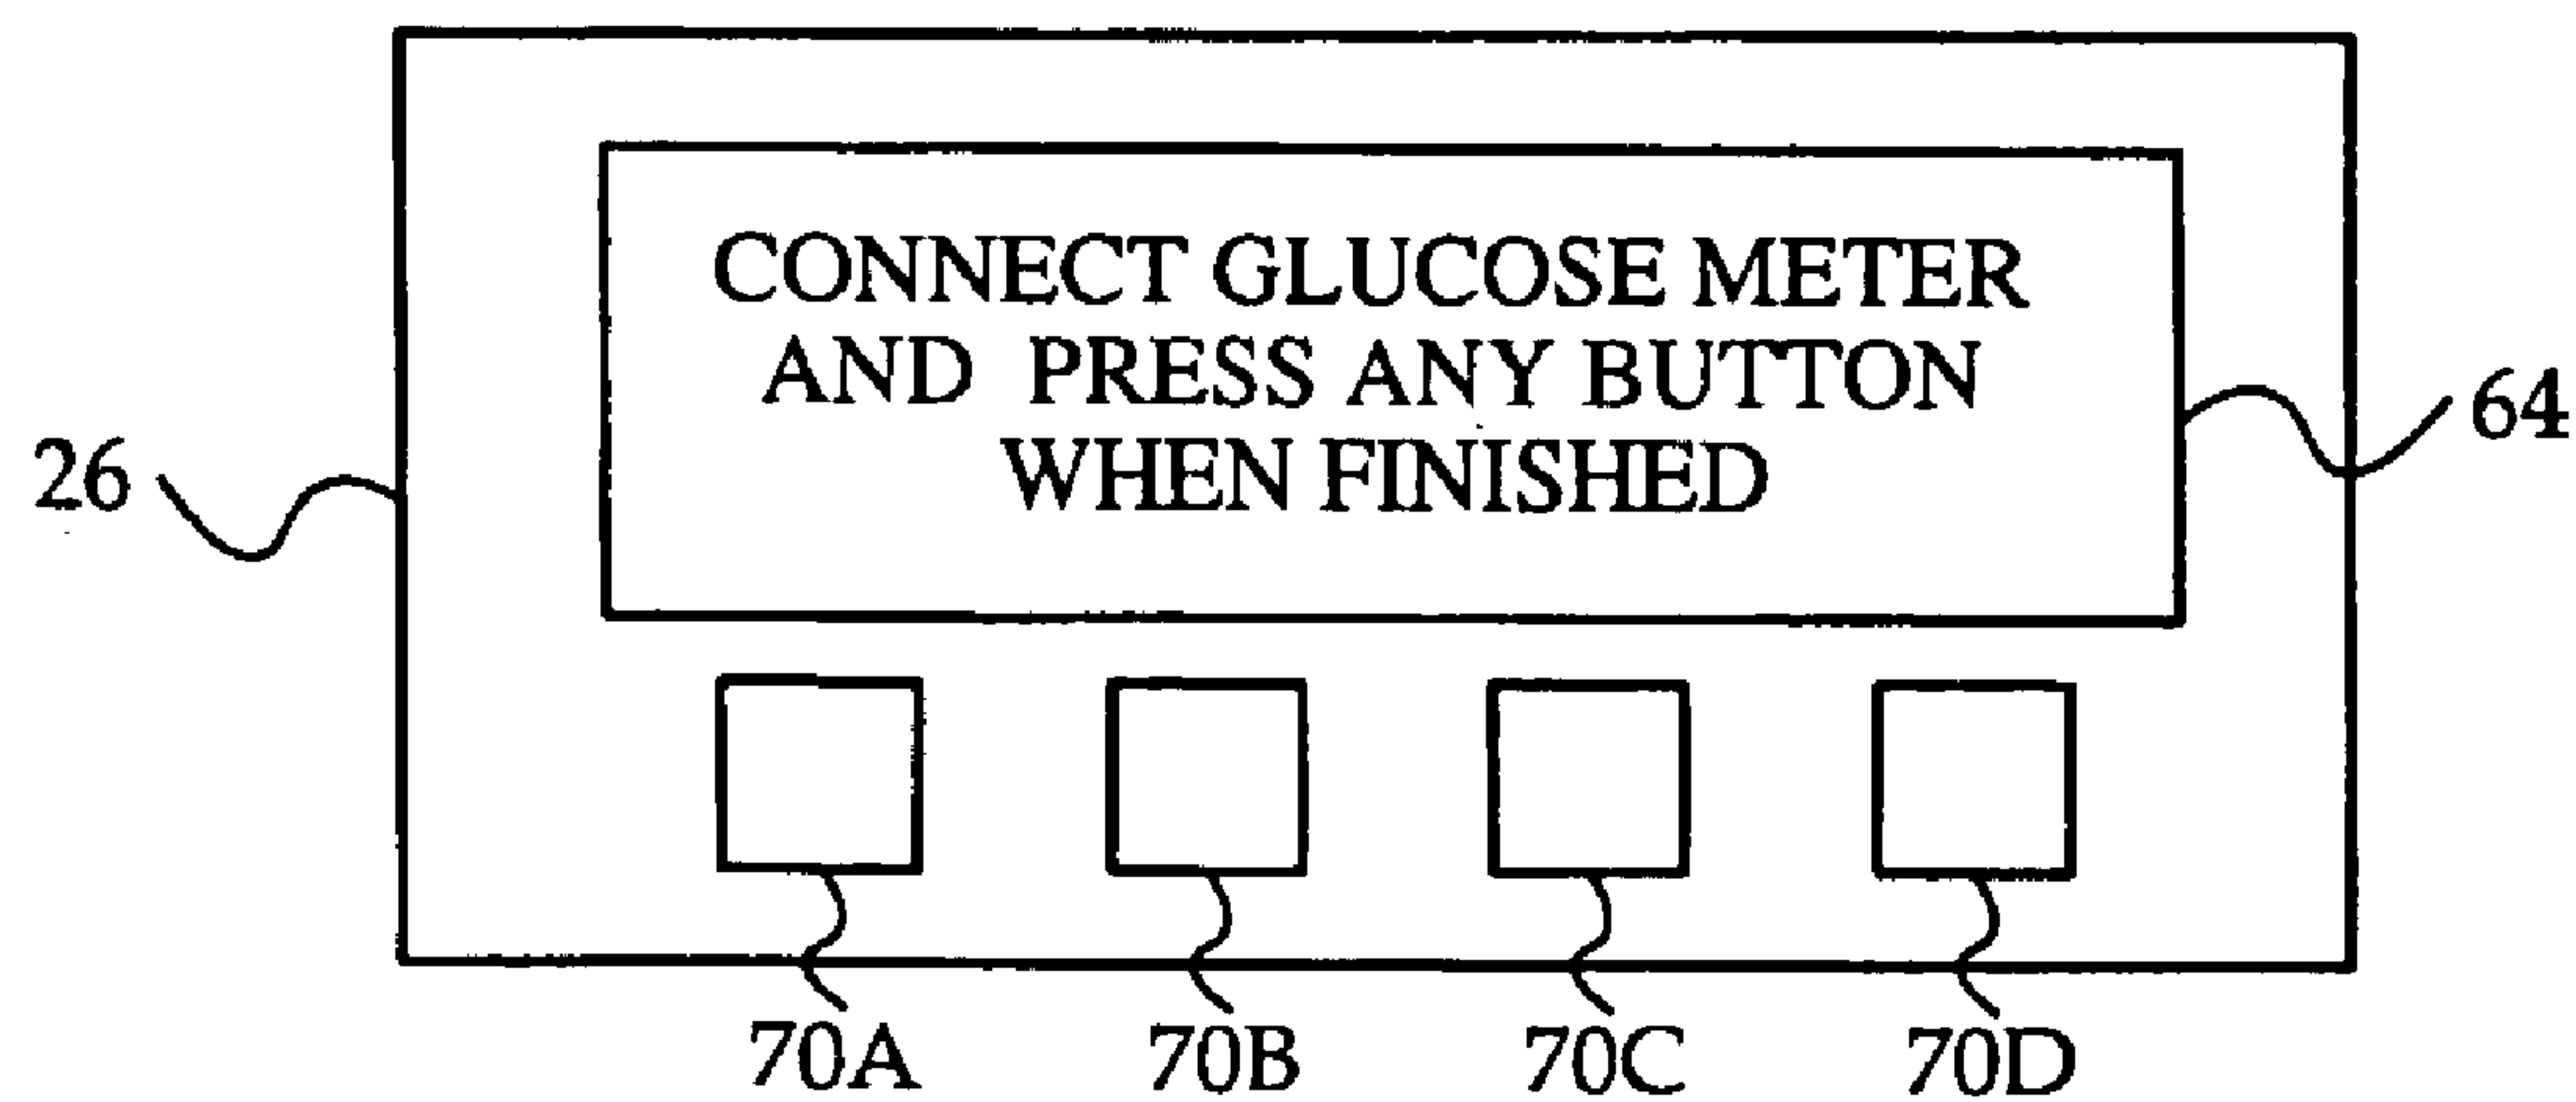 CONNECT GLUCOSE METER
AND PRESS ANY BUTTON
WHEN FINISHED
64
26
70A 70B 70C 70D